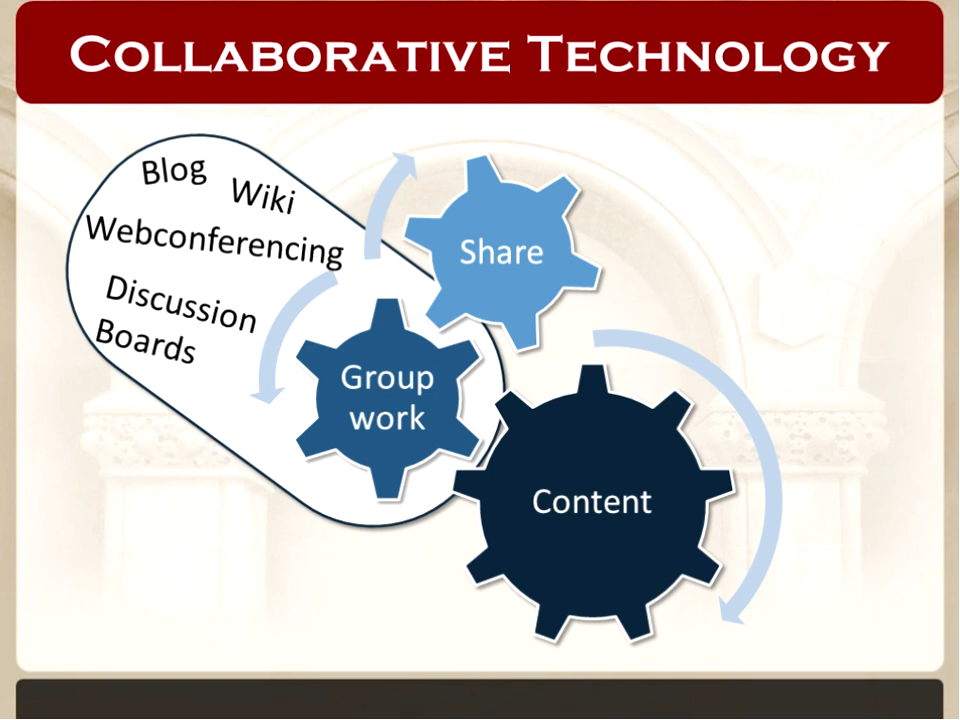 COLLABORATIVE TECHNOLOGY
Blog
Wiki
Webconferencing
Discussion
Boards
Share
Group
work
Content